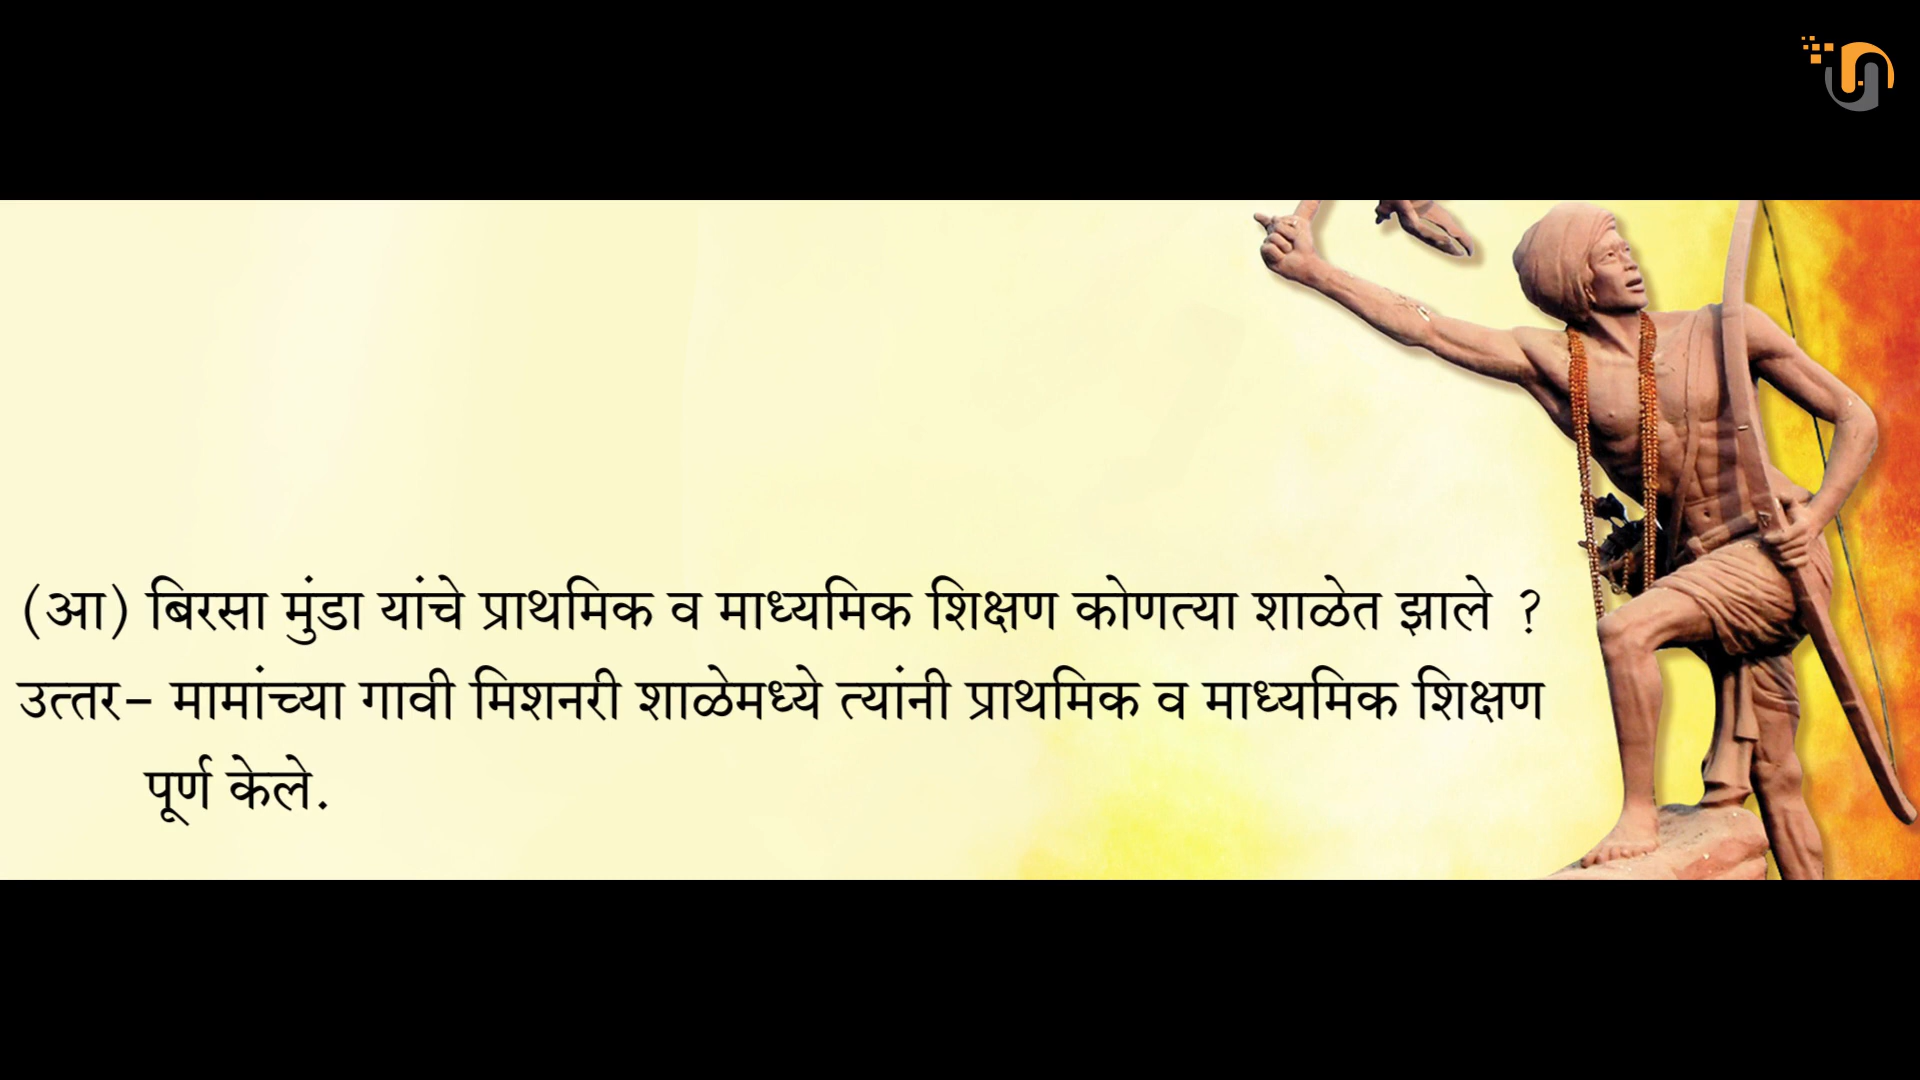 (आ) बिरसा मुंडा यांचे प्राथमिक व माध्यमिक शिक्षण कोणत्या शाळेत झाले ?
उत्तर– मामांच्या गावी मिशनरी शाळेमध्ये त्यांनी प्राथमिक व माध्यमिक शिक्षण
पूर्ण केले.